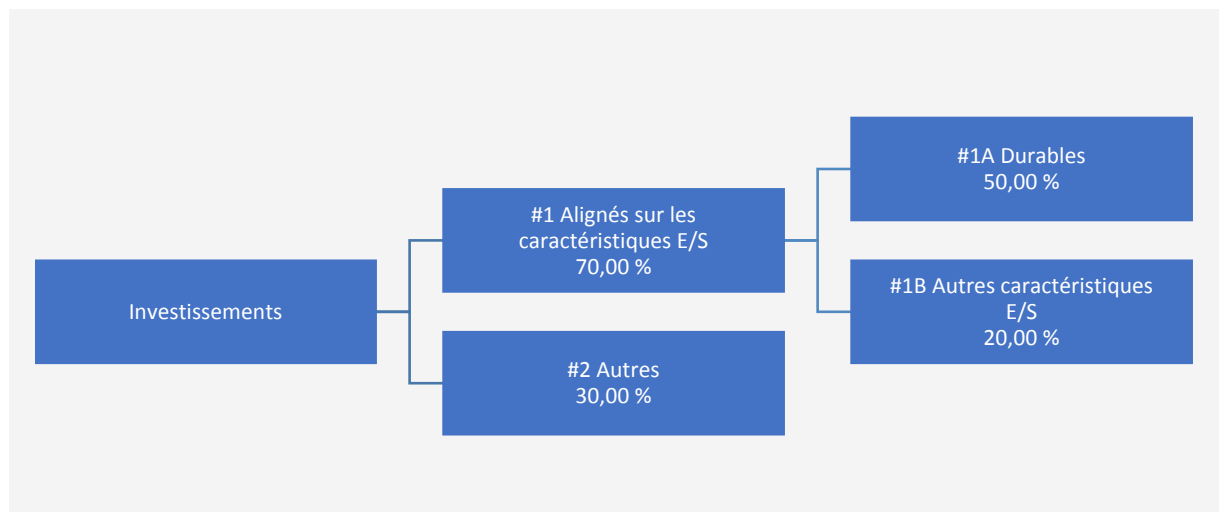 Investissements
#1 Alignés sur les
caractéristiques E/S
70,00 %
#2 Autres
30,00 %
#1A Durables
50,00 %
#1B Autres caractéristiques
E/S
20,00 %